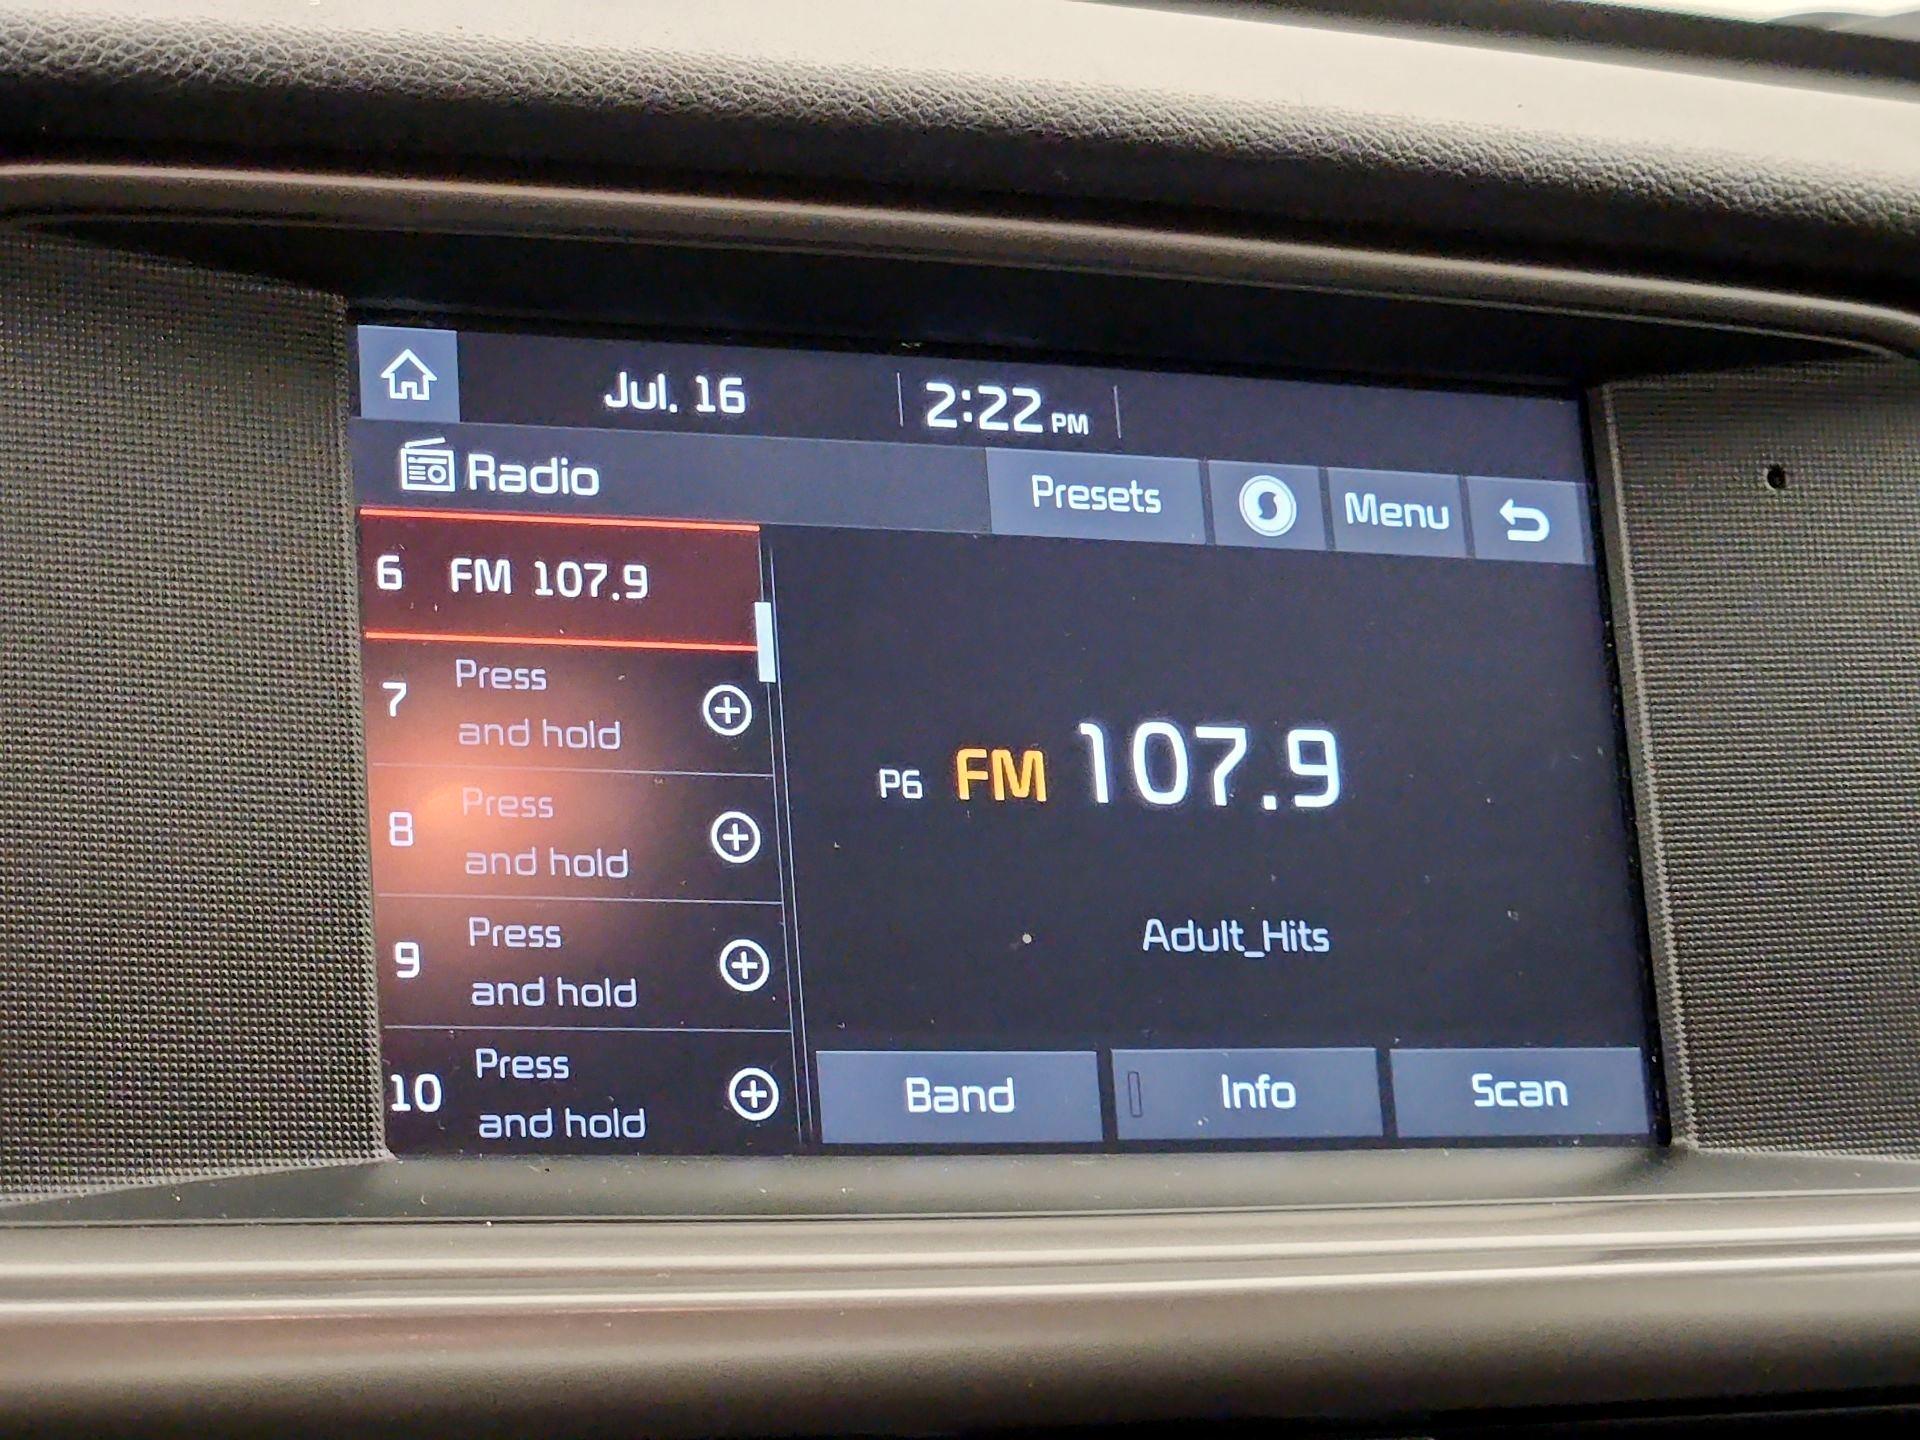 Jul. 16 2:22 PM
Radio Presets Menu
6 FM 107.9
7 Press
and hold
8 Press
and hold
9 Press
and hold
10 Press
and hold
P6 FM 107.9
Adult_Hits
Band Info Scan